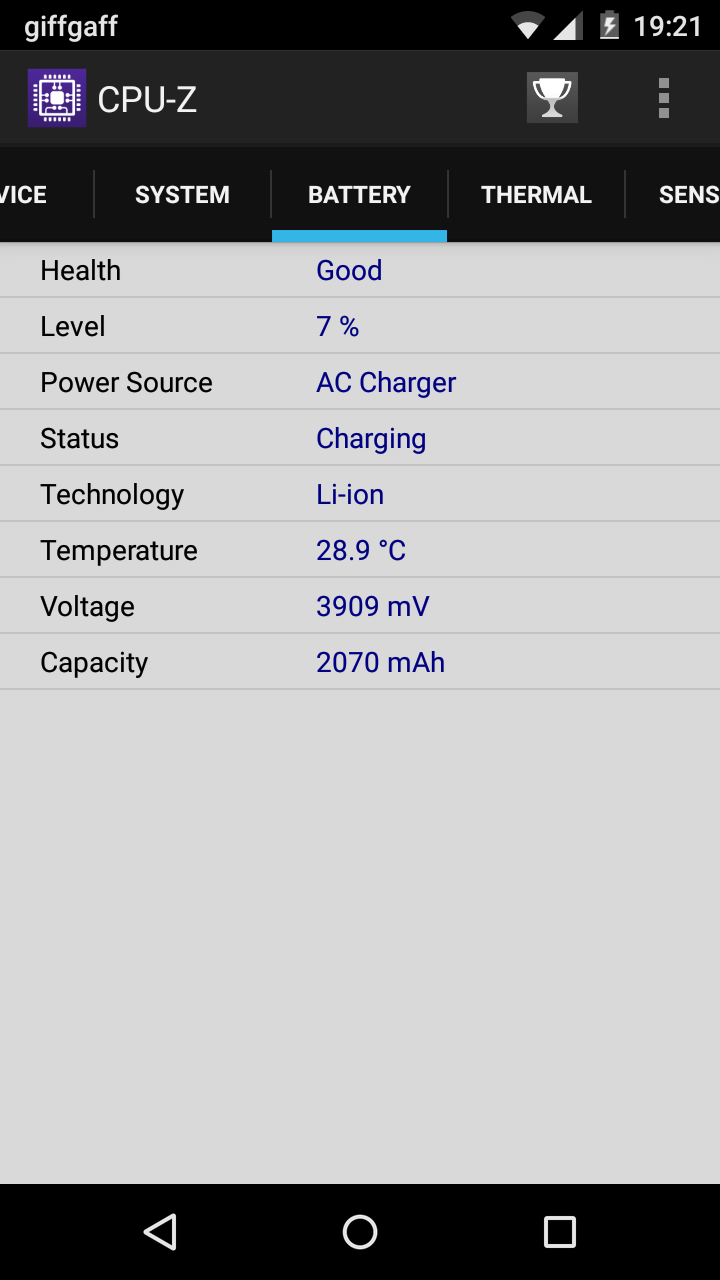 giffgaff 19:21
CPU-Z
VICE SYSTEM BATTERY THERMAL SENS
Health Good
Level 7 %
Power Source AC Charger
Status Charging
Technology Li-ion
Temperature 28.9 °C
Voltage 3909 mV
Capacity 2070 mAh